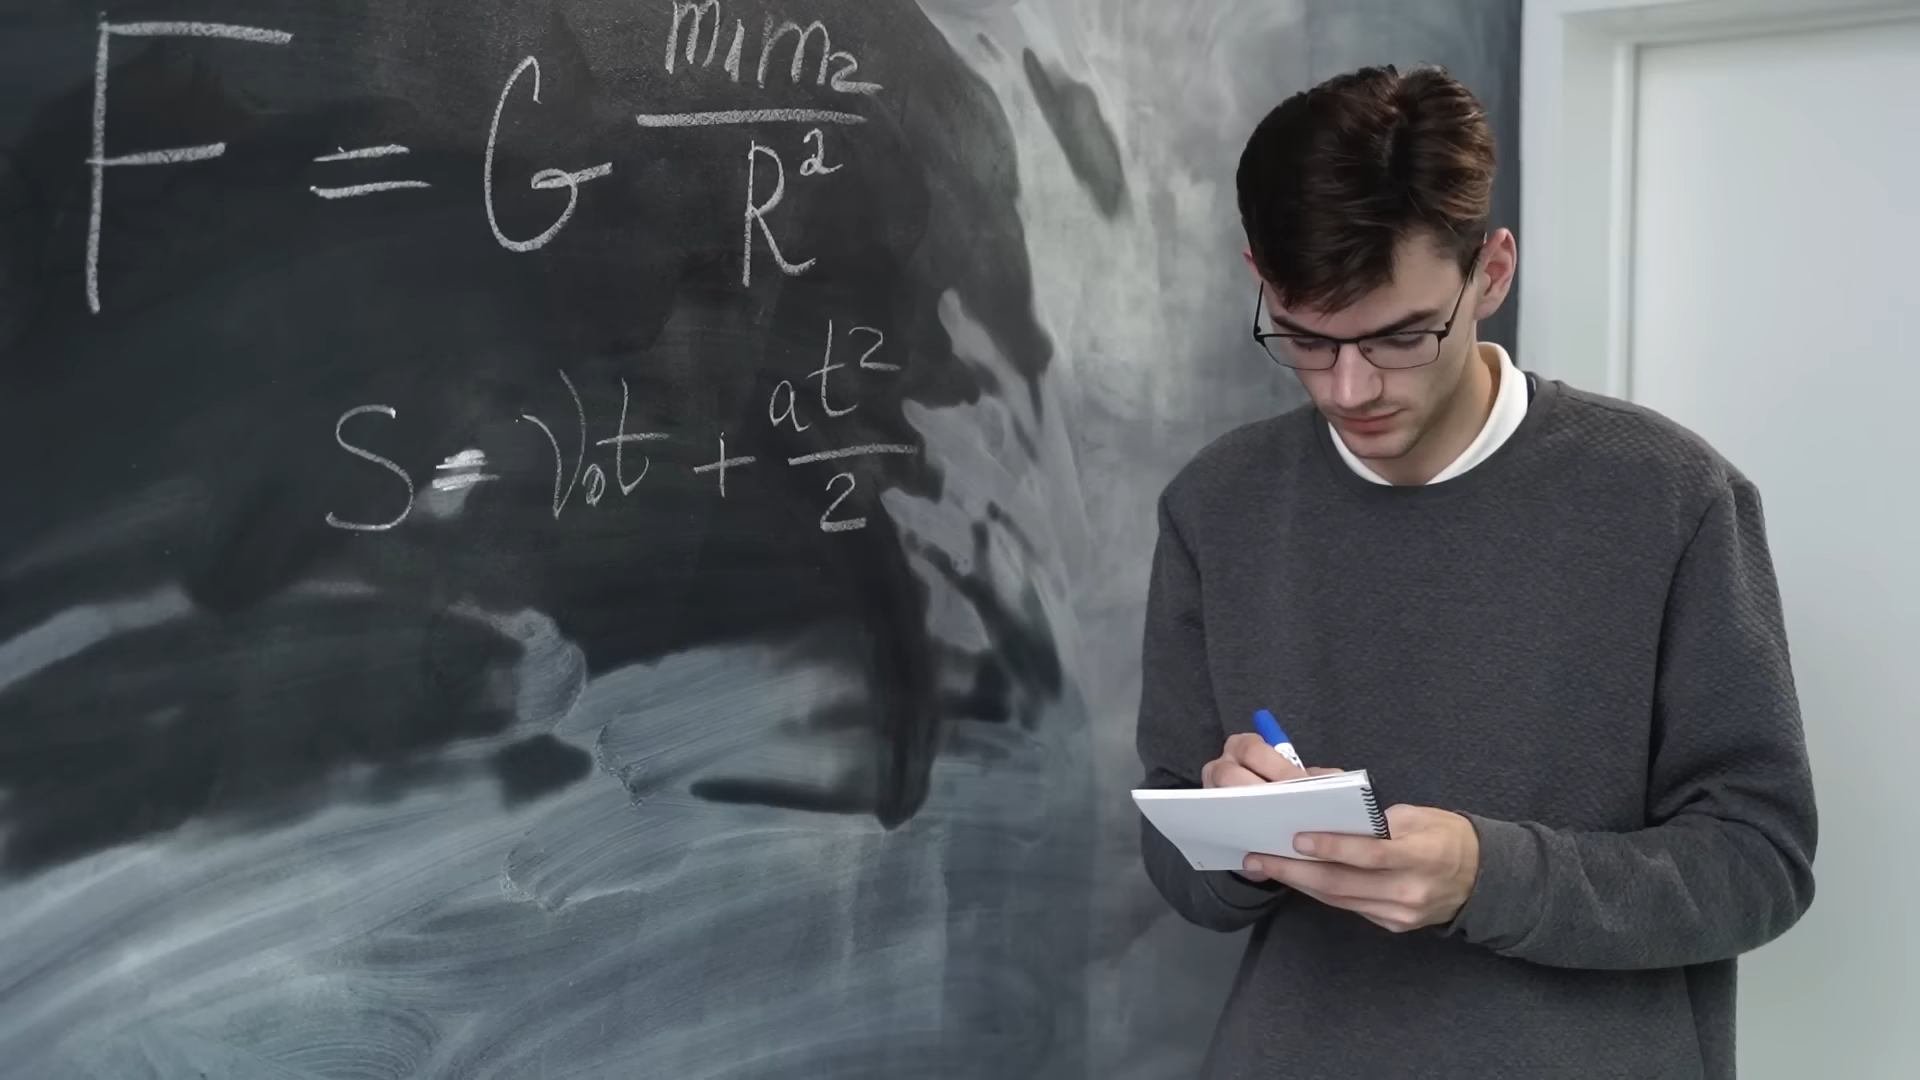 F = G m₁m₂/R²
S = V₀t + at²/2